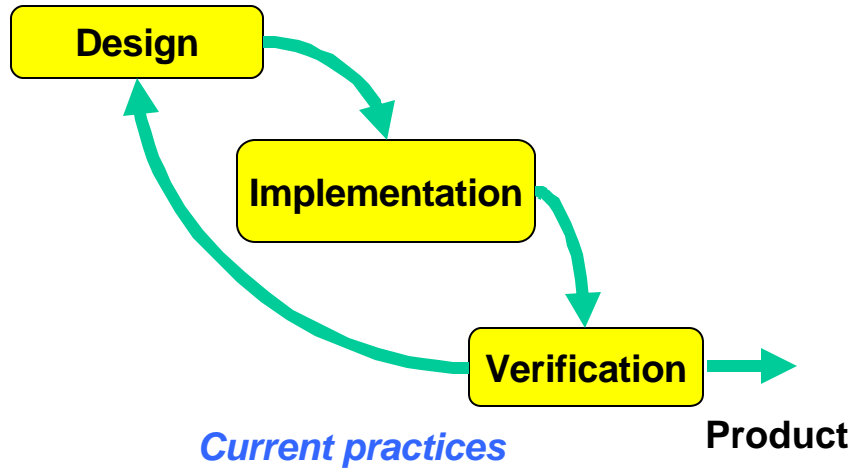 Design
Implementation
Verification
Product
Current practices